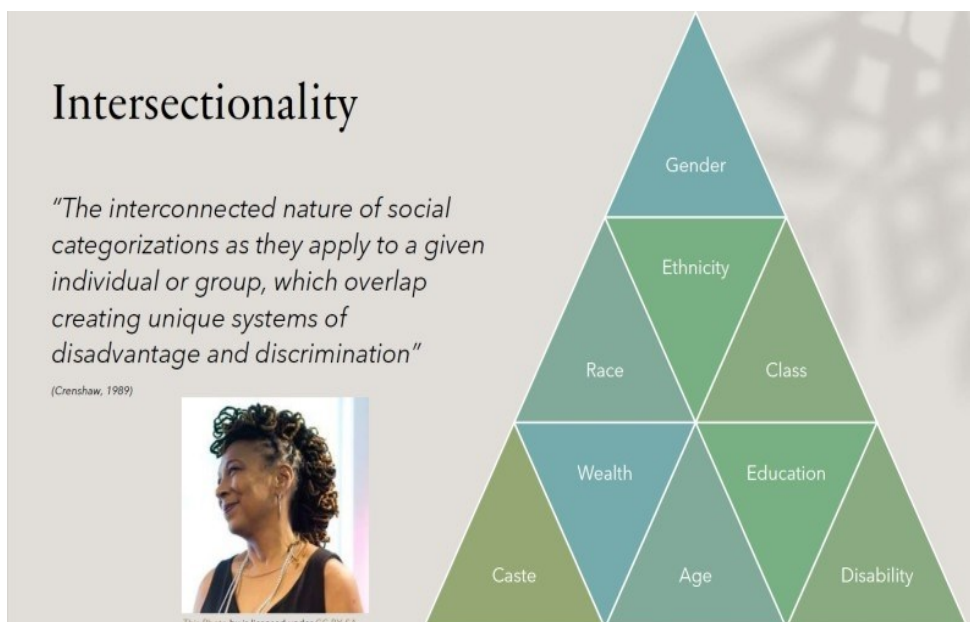 Intersectionality
"The interconnected nature of social
categorizations as they apply to a given
individual or group, which overlap
creating unique systems of
disadvantage and discrimination"
(Crenshaw, 1989)
Gender
Ethnicity
Race
Class
Wealth
Education
Caste
Age
Disability